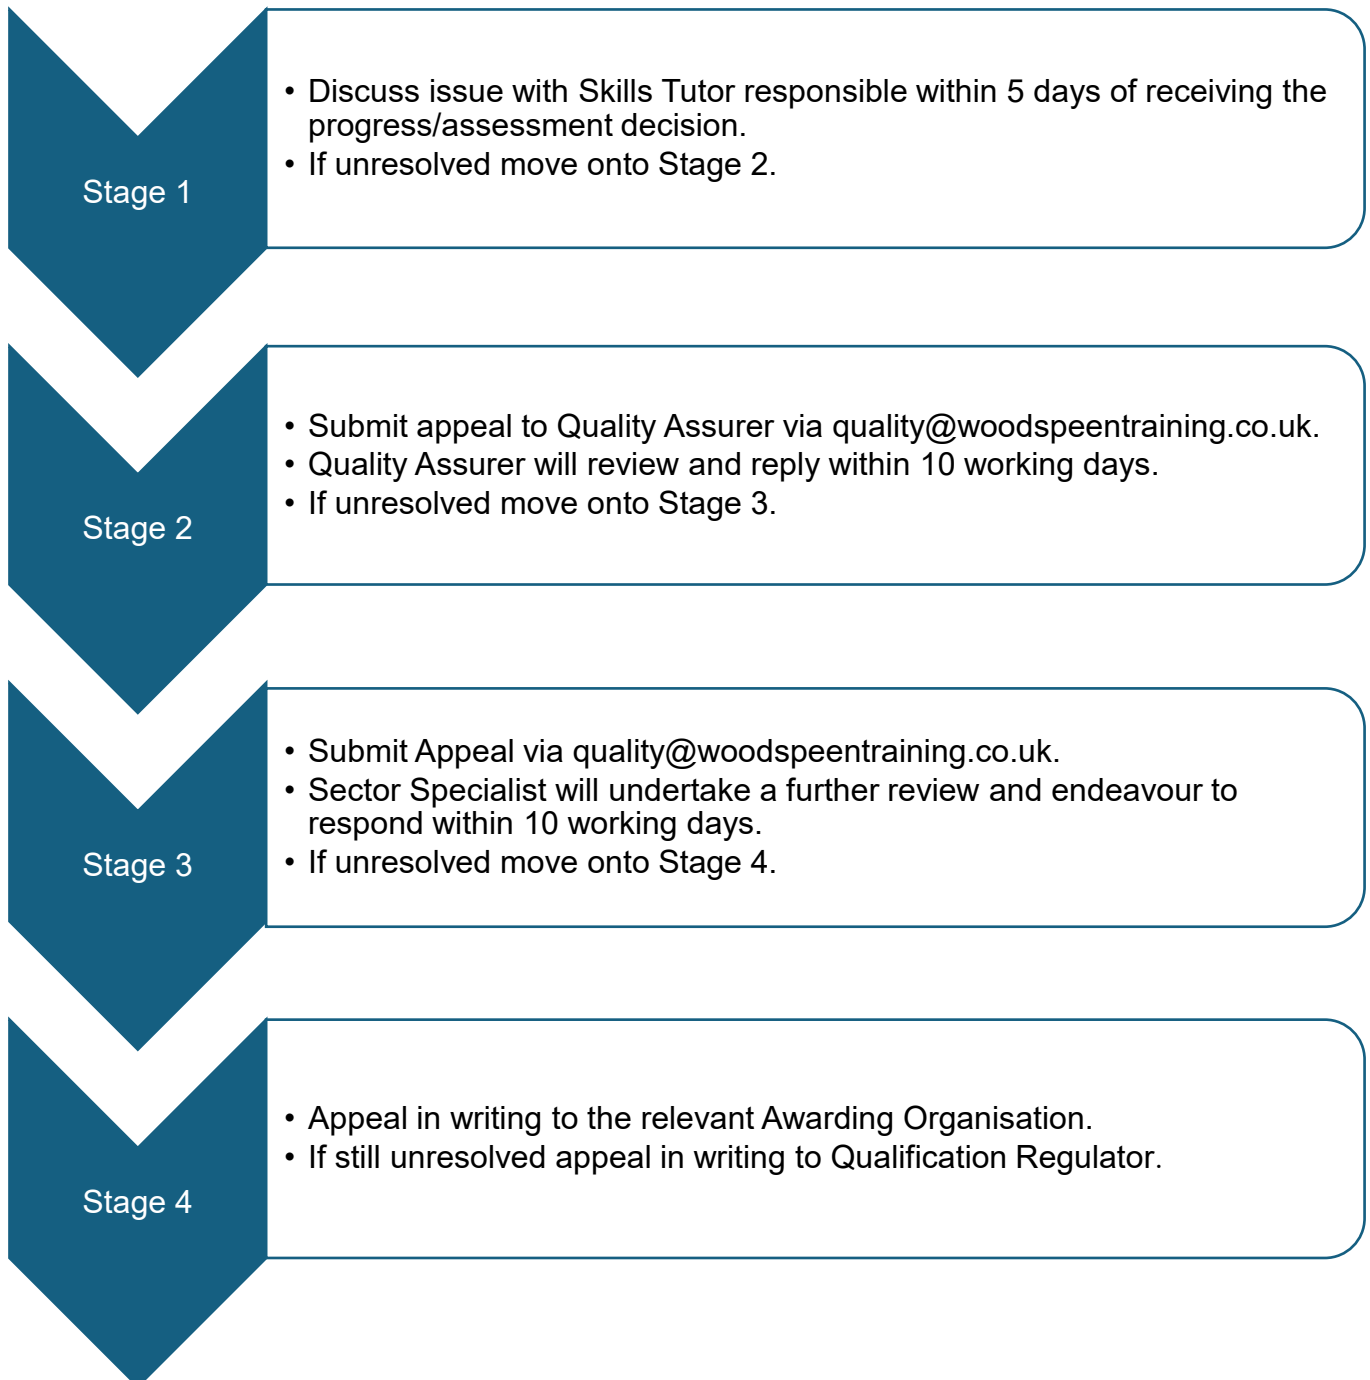 Stage 1
• Discuss issue with Skills Tutor responsible within 5 days of receiving the
progress/assessment decision.
• If unresolved move onto Stage 2.
Stage 2
• Submit appeal to Quality Assurer via quality@woodspeentraining.co.uk.
• Quality Assurer will review and reply within 10 working days.
• If unresolved move onto Stage 3.
Stage 3
• Submit Appeal via quality@woodspeentraining.co.uk.
• Sector Specialist will undertake a further review and endeavour to
respond within 10 working days.
• If unresolved move onto Stage 4.
Stage 4
• Appeal in writing to the relevant Awarding Organisation.
• If still unresolved appeal in writing to Qualification Regulator.